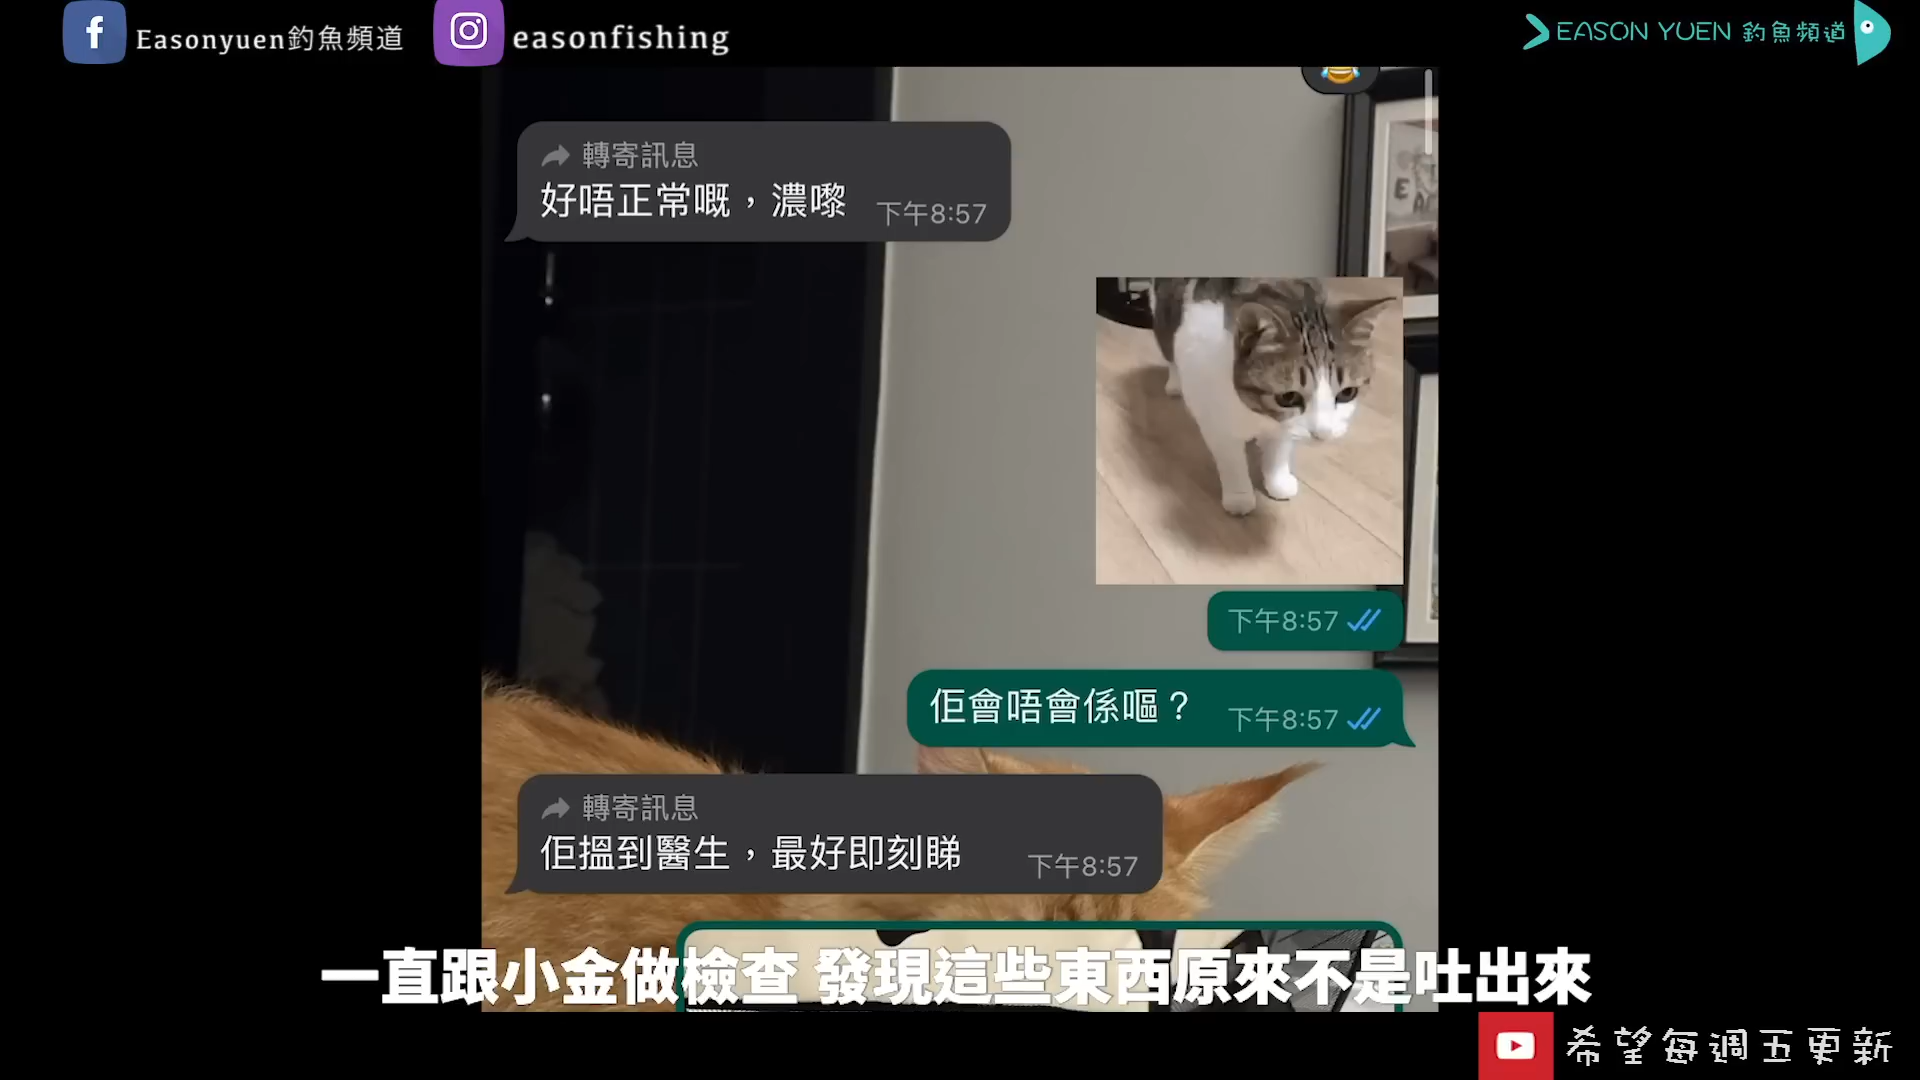 Easonyuen釣魚頻道
easonfishing
EASON YUEN 釣魚頻道
轉寄訊息
好唔正常嘅，濃嚟
下午8:57
下午8:57
佢會唔會係嘔？
下午8:57
轉寄訊息
佢搵到醫生，最好即刻睇
下午8:57
一直跟小金做檢查 發現這些東西原來不是吐出來
希望每週五更新